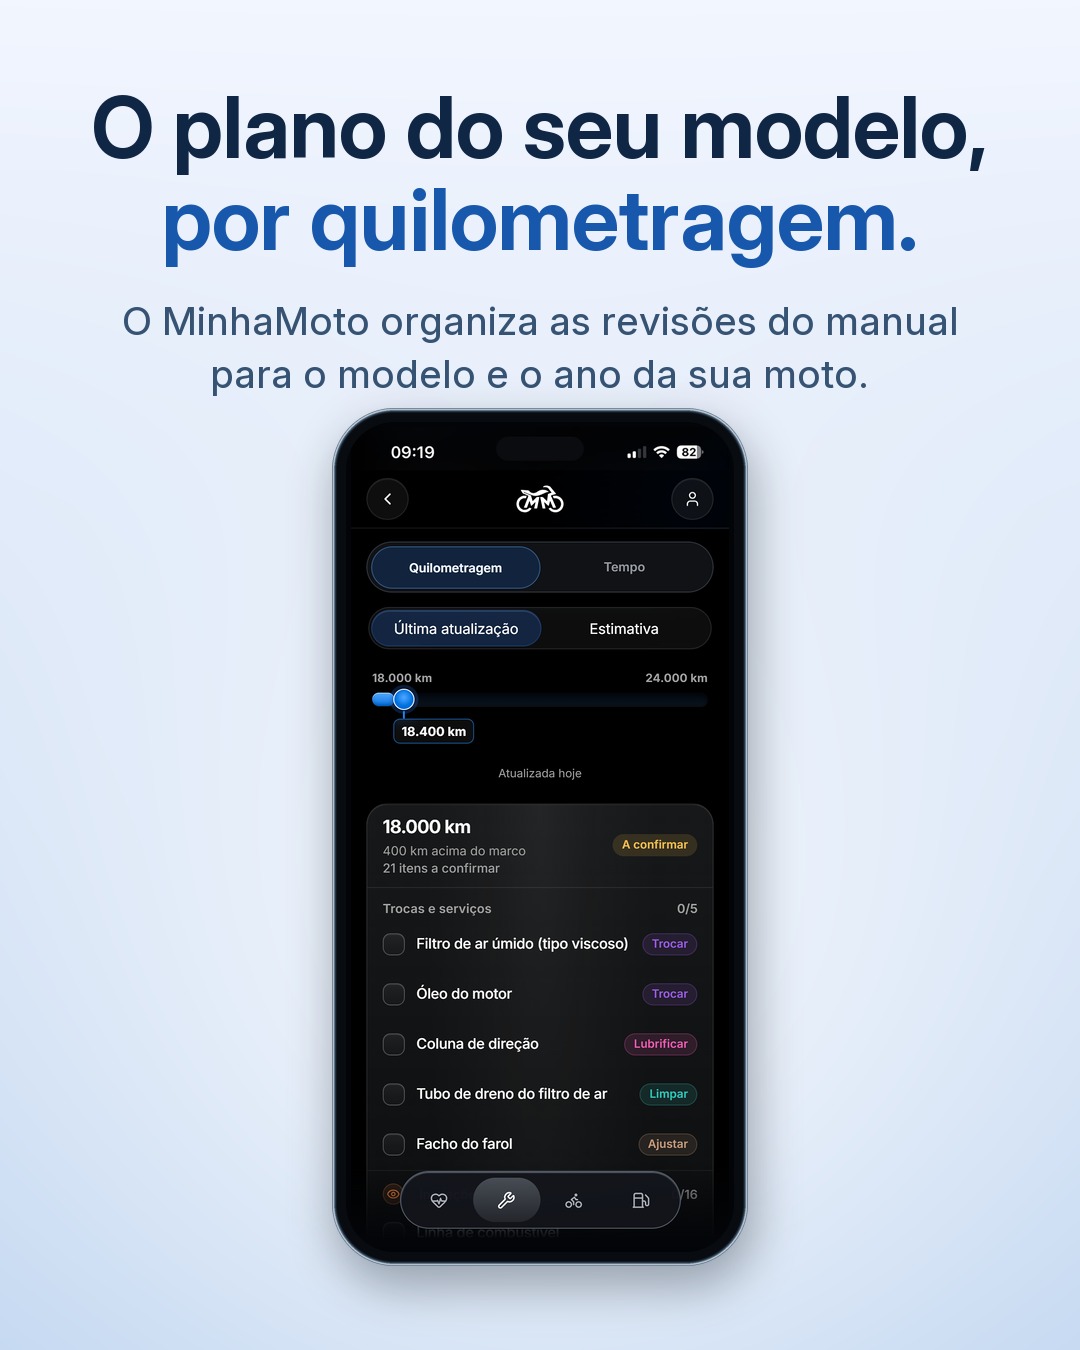 O plano do seu modelo,
por quilometragem.
O MinhaMoto organiza as revisões do manual
para o modelo e o ano da sua moto.
09:19
82
MM
Quilometragem
Tempo
Última atualização
Estimativa
18.000 km
24.000 km
18.400 km
Atualizada hoje
18.000 km
400 km acima do marco
21 itens a confirmar
A confirmar
Trocas e serviços
0/5
Filtro de ar úmido (tipo viscoso)
Trocar
Óleo do motor
Trocar
Coluna de direção
Lubrificar
Tubo de dreno do filtro de ar
Limpar
Facho do farol
Ajustar
/16
Linha de combustível